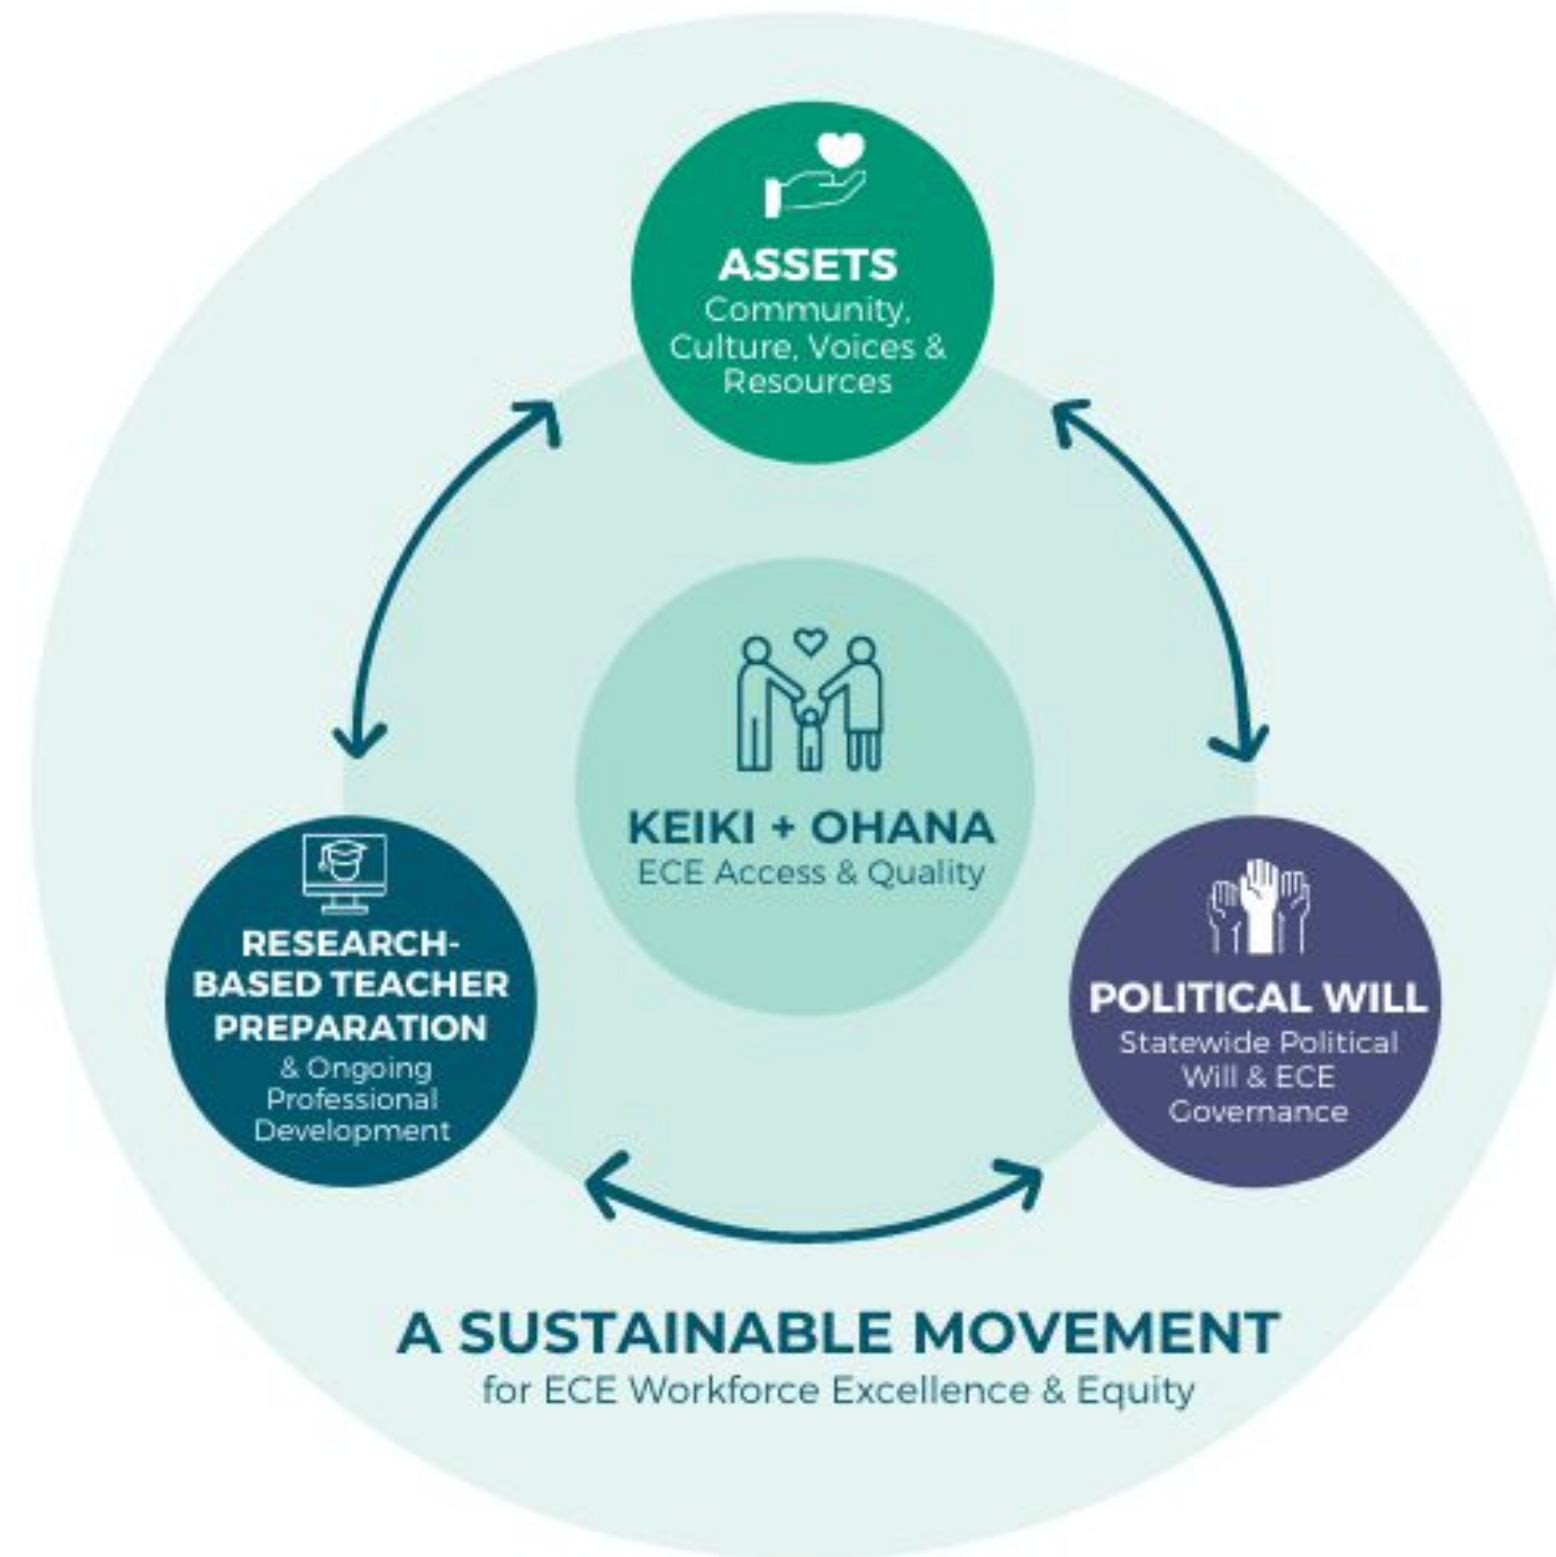 ASSETS
Community,
Culture, Voices &
Resources
KEIKI + OHANA
ECE Access & Quality
RESEARCH-
BASED TEACHER
PREPARATION
& Ongoing
Professional
Development
POLITICAL WILL
Statewide Political
Will & ECE
Governance
A SUSTAINABLE MOVEMENT
for ECE Workforce Excellence & Equity